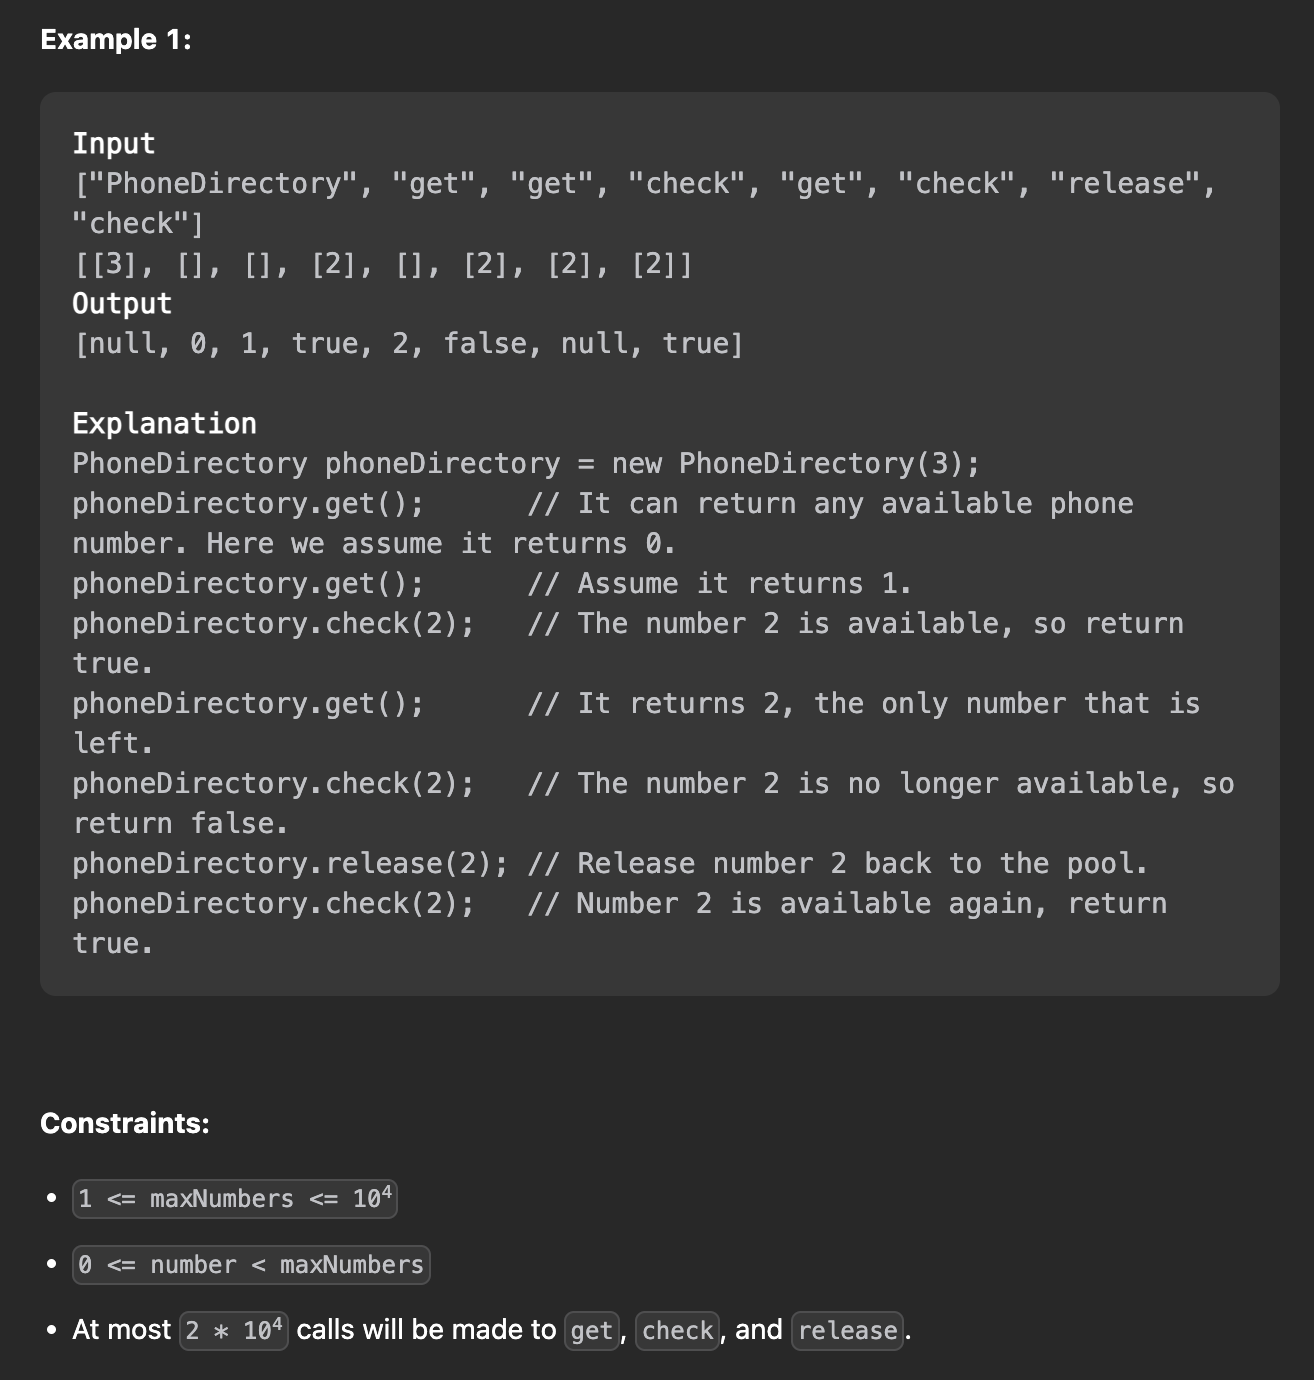 Example 1:
Input
["PhoneDirectory", "get", "get", "check", "get", "check", "release",
"check"]
[[3], [], [], [2], [], [2], [2], [2]]
Output
[null, 0, 1, true, 2, false, null, true]
Explanation
PhoneDirectory phoneDirectory = new PhoneDirectory(3);
phoneDirectory.get();      // It can return any available phone
number. Here we assume it returns 0.
phoneDirectory.get();      // Assume it returns 1.
phoneDirectory.check(2);   // The number 2 is available, so return
true.
phoneDirectory.get();      // It returns 2, the only number that is
left.
phoneDirectory.check(2);   // The number 2 is no longer available, so
return false.
phoneDirectory.release(2); // Release number 2 back to the pool.
phoneDirectory.check(2);   // Number 2 is available again, return
true.
Constraints:
• 1 <= maxNumbers <= 10⁴
• 0 <= number < maxNumbers
• At most 2 * 10⁴ calls will be made to get, check, and release.